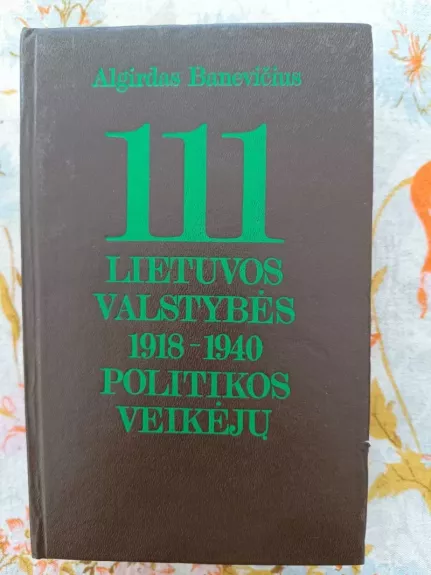 Algirdas Banevičius
111
LIETUVOS
VALSTYBĖS
1918-1940
POLITIKOS
VEIKĖJŲ